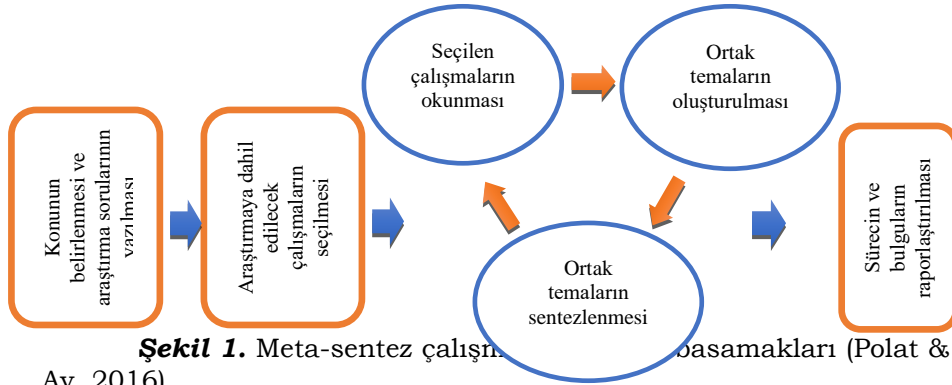 Konunun
belirlenmesi ve
araştırma sorularının
yazılması
Araştırmaya dahil
edilecek
çalışmaların
seçilmesi
Seçilen
çalışmaların
okunması
Ortak
temaların
oluşturulması
Ortak
temaların
sentezlenmesi
Sürecin ve
bulguların
raporlaştırılması
Şekil 1. Meta-sentez basamakları (Polat &
Ay, 2016)